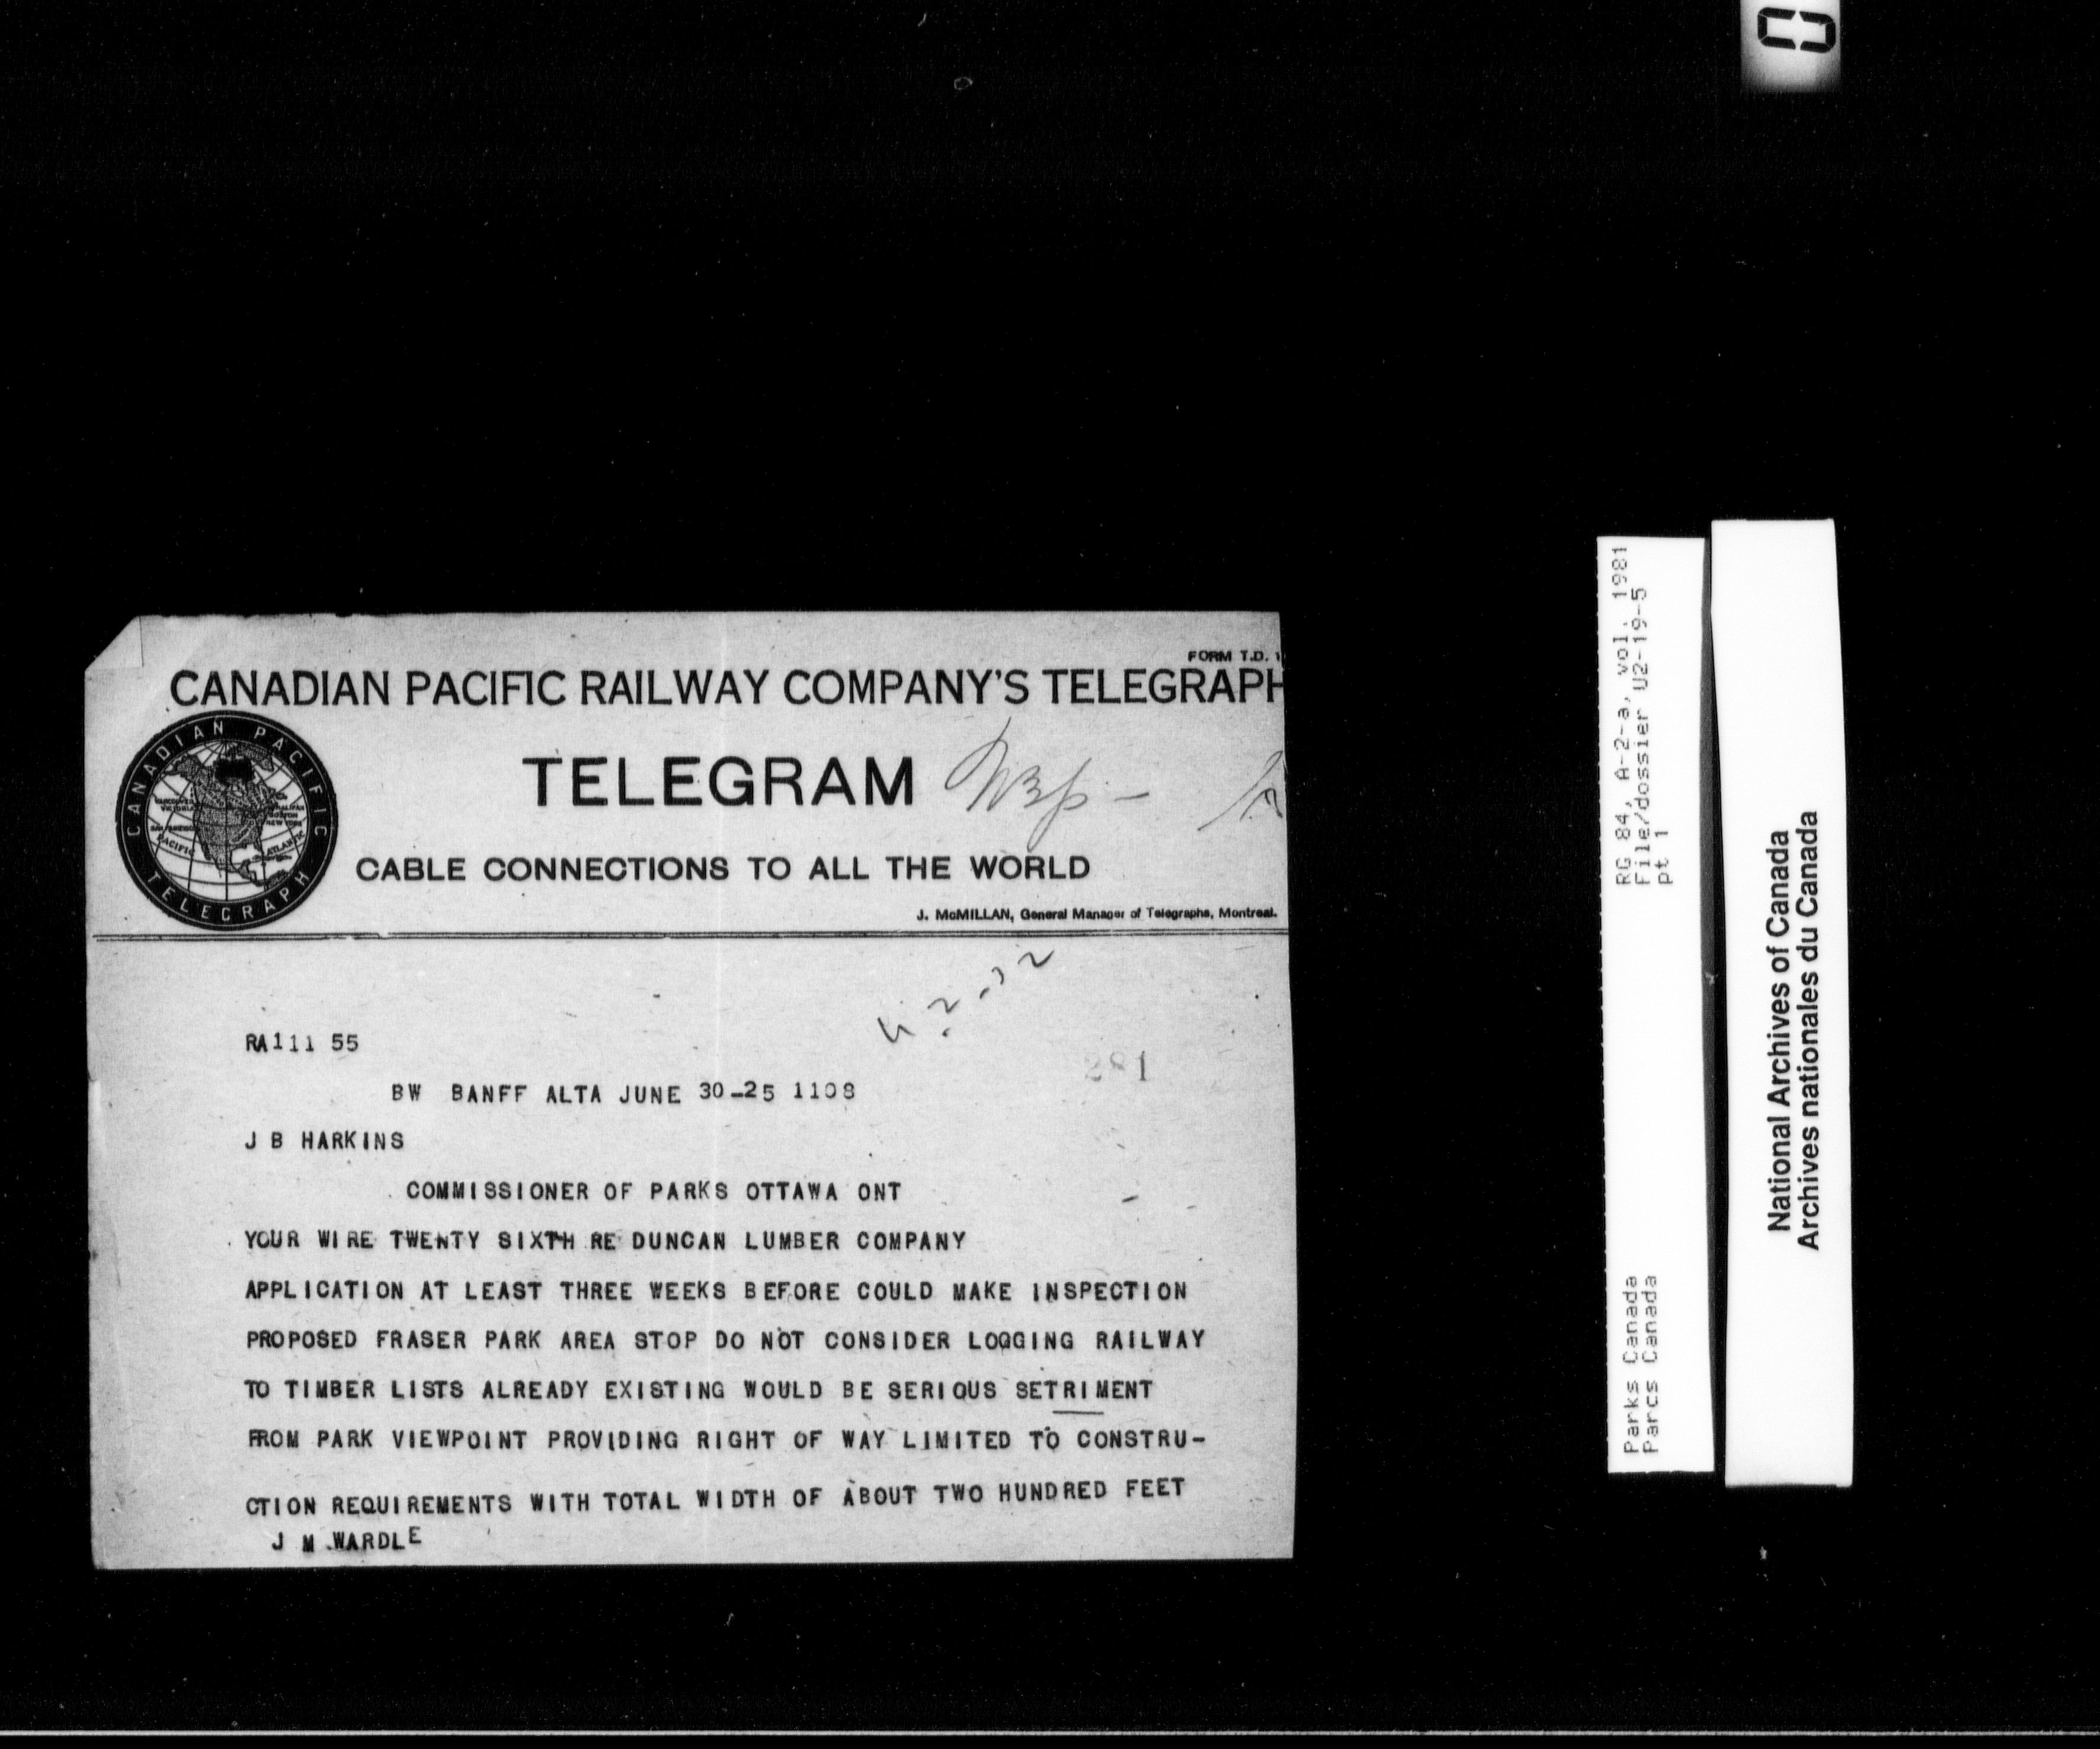 FORM T.D. 1
CANADIAN PACIFIC RAILWAY COMPANY'S TELEGRAPH
CANADIAN PACIFIC
TELEGRAPH
TELEGRAM
CABLE CONNECTIONS TO ALL THE WORLD
J. McMILLAN, General Manager of Telegraphs, Montreal.
RA111 55
281
BW BANFF ALTA JUNE 30-25 1108
J B HARKINS
COMMISSIONER OF PARKS OTTAWA ONT
YOUR WIRE TWENTY SIXTH RE DUNCAN LUMBER COMPANY
APPLICATION AT LEAST THREE WEEKS BEFORE COULD MAKE INSPECTION
PROPOSED FRASER PARK AREA STOP DO NOT CONSIDER LOGGING RAILWAY
TO TIMBER LISTS ALREADY EXISTING WOULD BE SERIOUS SETRIMENT
FROM PARK VIEWPOINT PROVIDING RIGHT OF WAY LIMITED TO CONSTRU-
CTION REQUIREMENTS WITH TOTAL WIDTH OF ABOUT TWO HUNDRED FEET
J M WARDLE
RG 84, A-2-a, vol. 1981
File/dossier U2-19-5
pt 1
Parks Canada
Parcs Canada
National Archives of Canada
Archives nationales du Canada